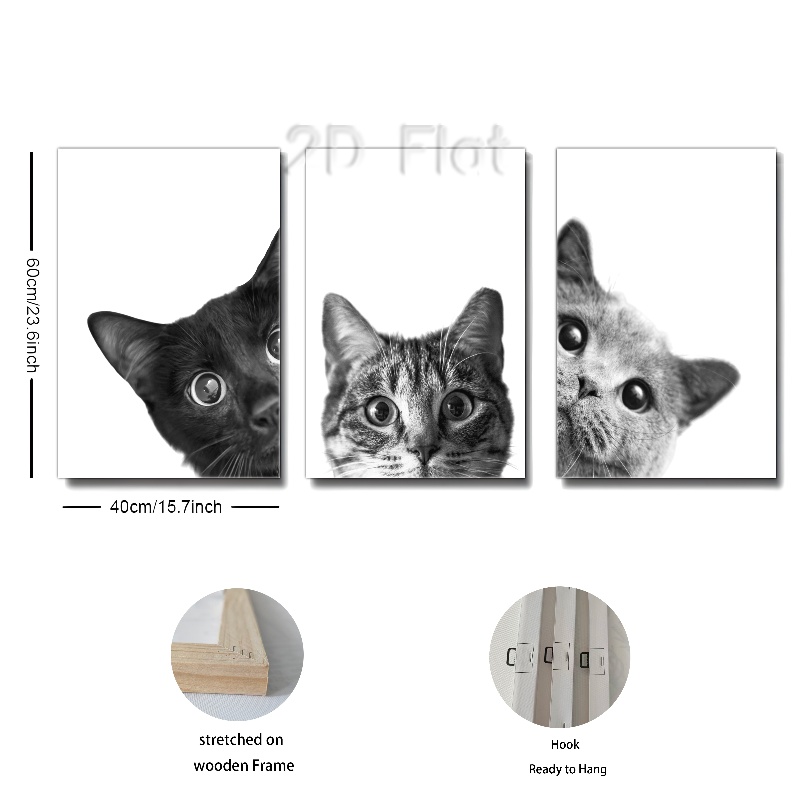 2D Flat
60cm/23.6inch
40cm/15.7inch
stretched on
wooden Frame
Hook
Ready to Hang